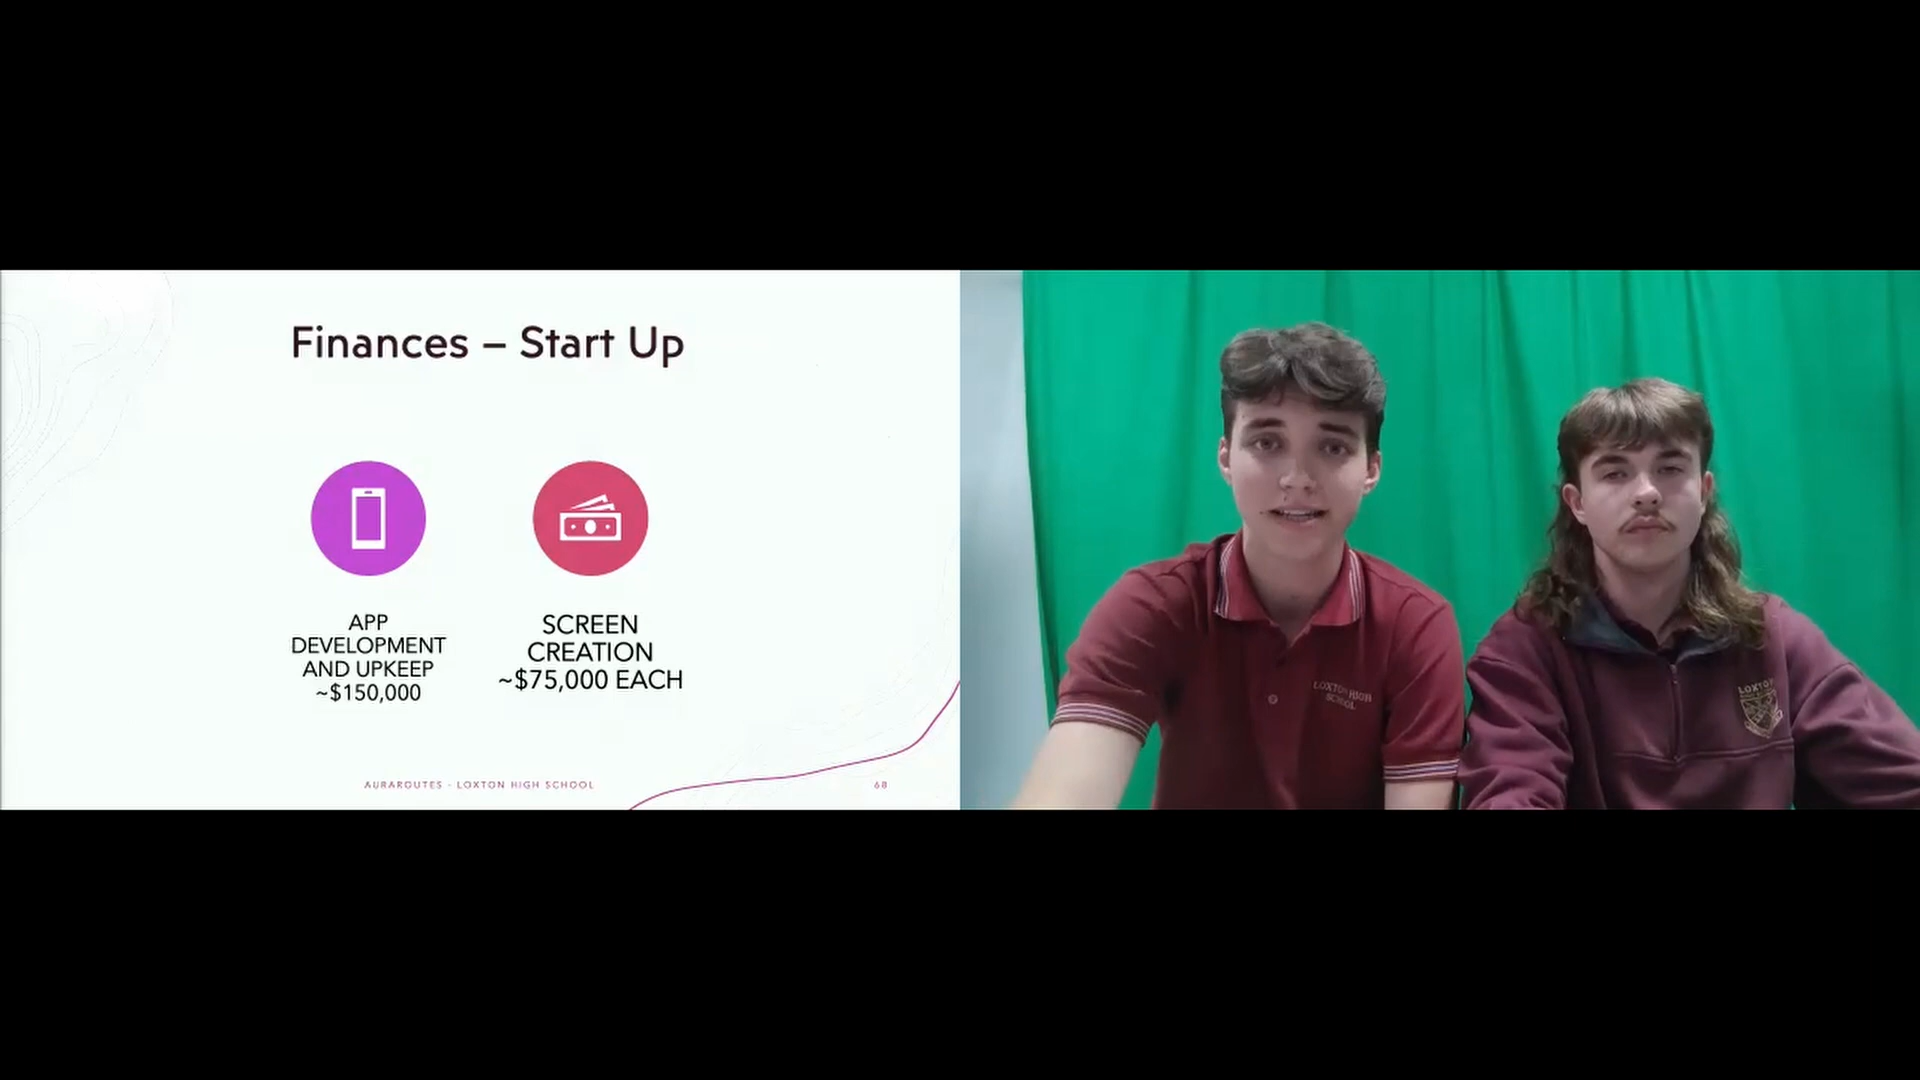 Finances – Start Up
APP
DEVELOPMENT
AND UPKEEP
~$150,000
SCREEN
CREATION
~$75,000 EACH
AURAROUTES - LOXTON HIGH SCHOOL
68
LOXTON HIGH
SCHOOL
LOXTON